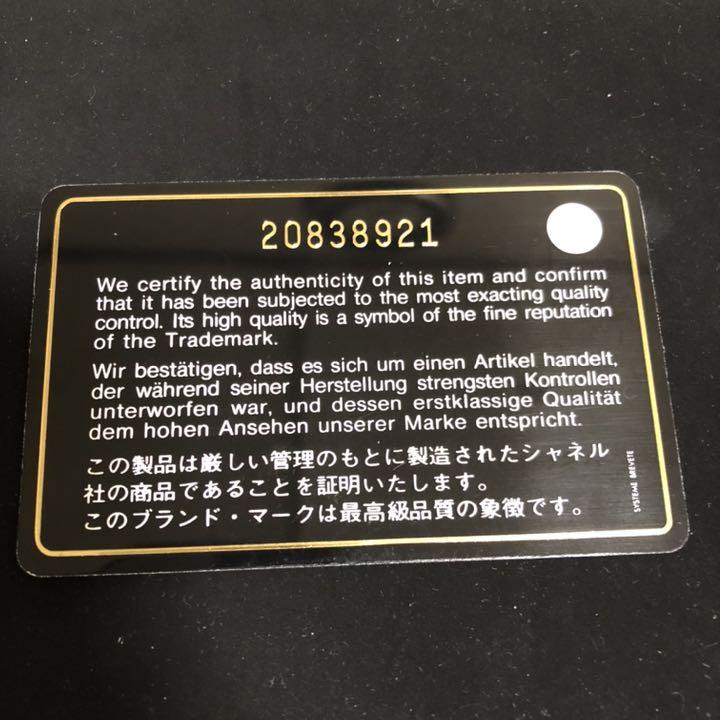 20838921
We certify the authenticity of this item and confirm
that it has been subjected to the most exacting quality
control. Its high quality is a symbol of the fine reputation
of the Trademark.
Wir bestätigen, dass es sich um einen Artikel handelt,
der während seiner Herstellung strengsten Kontrollen
unterworfen war, und dessen erstklassige Qualität
dem hohen Ansehen unserer Marke entspricht.
この製品は厳しい管理のもとに製造されたシャネル
社の商品であることを証明いたします。
このブランド・マークは最高級品質の象徴です。
SYSTEME BREVETE